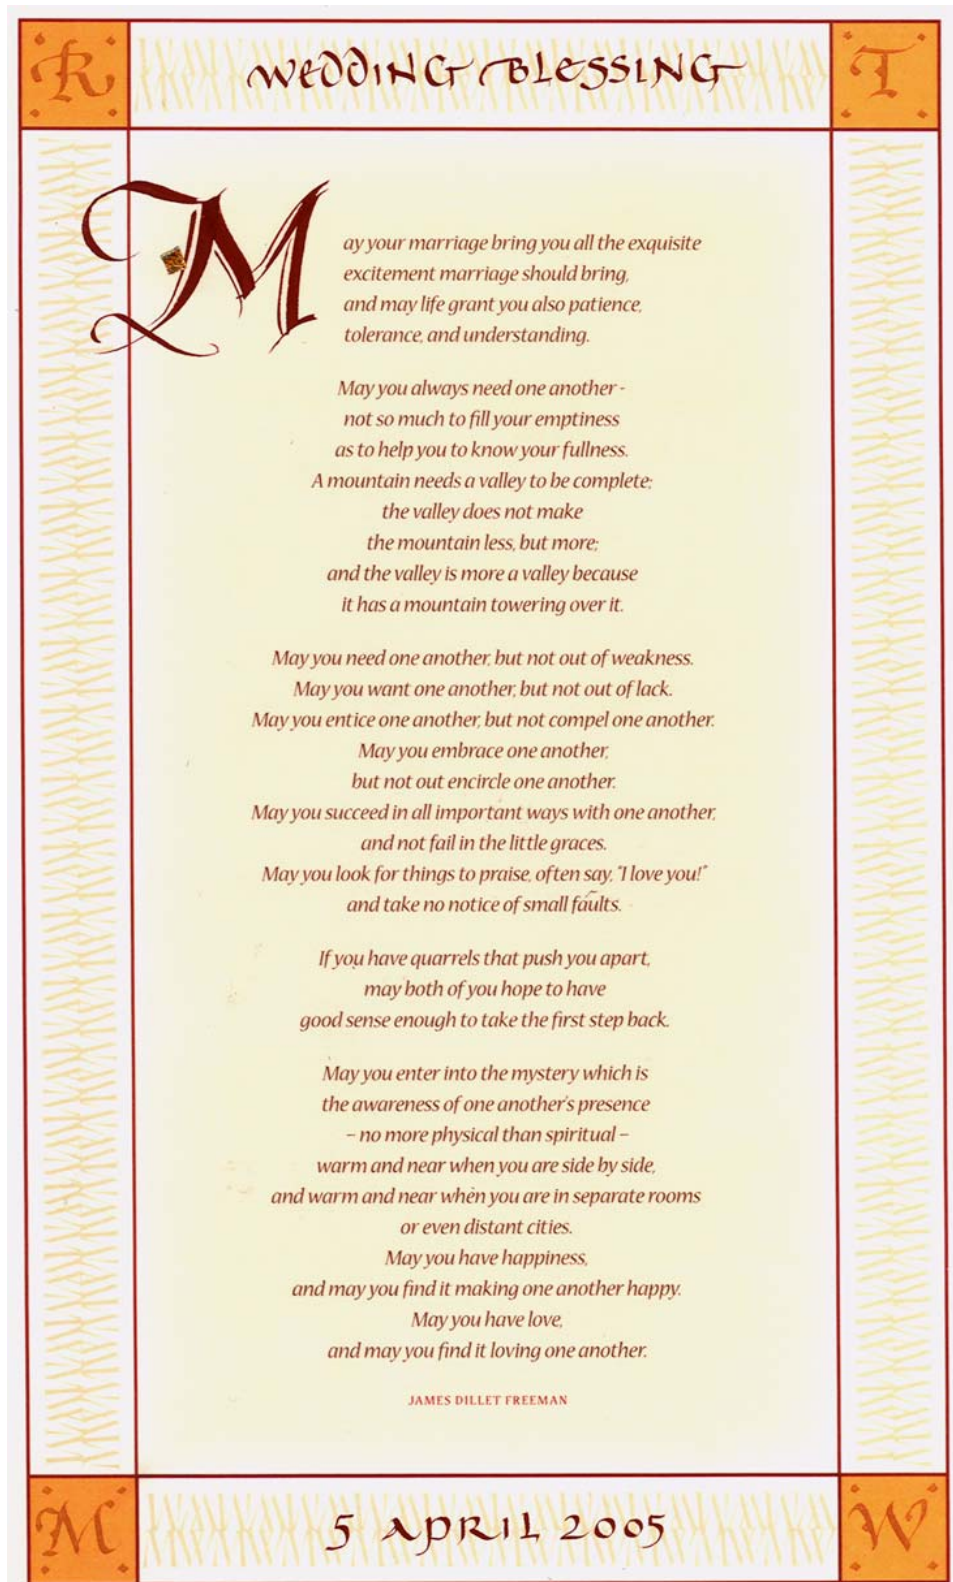 R
WEDDING BLESSING
T
May your marriage bring you all the exquisite
excitement marriage should bring,
and may life grant you also patience,
tolerance, and understanding.
May you always need one another -
not so much to fill your emptiness
as to help you to know your fullness.
A mountain needs a valley to be complete;
the valley does not make
the mountain less, but more;
and the valley is more a valley because
it has a mountain towering over it.
May you need one another, but not out of weakness.
May you want one another, but not out of lack.
May you entice one another, but not compel one another.
May you embrace one another,
but not out encircle one another.
May you succeed in all important ways with one another,
and not fail in the little graces.
May you look for things to praise, often say, "I love you!"
and take no notice of small faults.
If you have quarrels that push you apart,
may both of you hope to have
good sense enough to take the first step back.
May you enter into the mystery which is
the awareness of one another's presence
– no more physical than spiritual –
warm and near when you are side by side,
and warm and near when you are in separate rooms
or even distant cities.
May you have happiness,
and may you find it making one another happy.
May you have love,
and may you find it loving one another.
JAMES DILLET FREEMAN
M
5 APRIL 2005
W